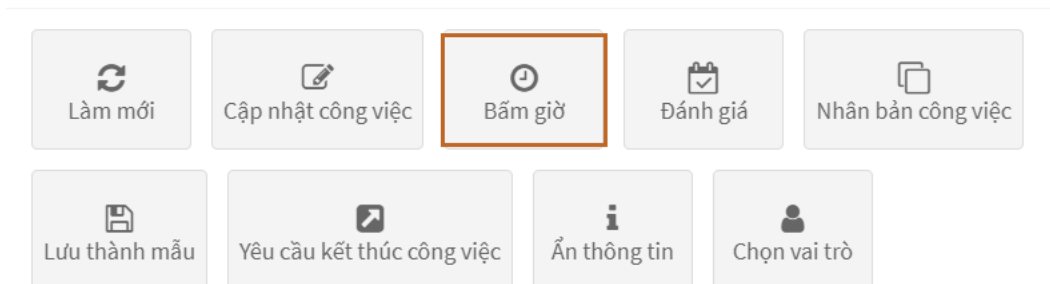 Làm mới
Cập nhật công việc
Bấm giờ
Đánh giá
Nhân bản công việc
Lưu thành mẫu
Yêu cầu kết thúc công việc
Ẩn thông tin
Chọn vai trò